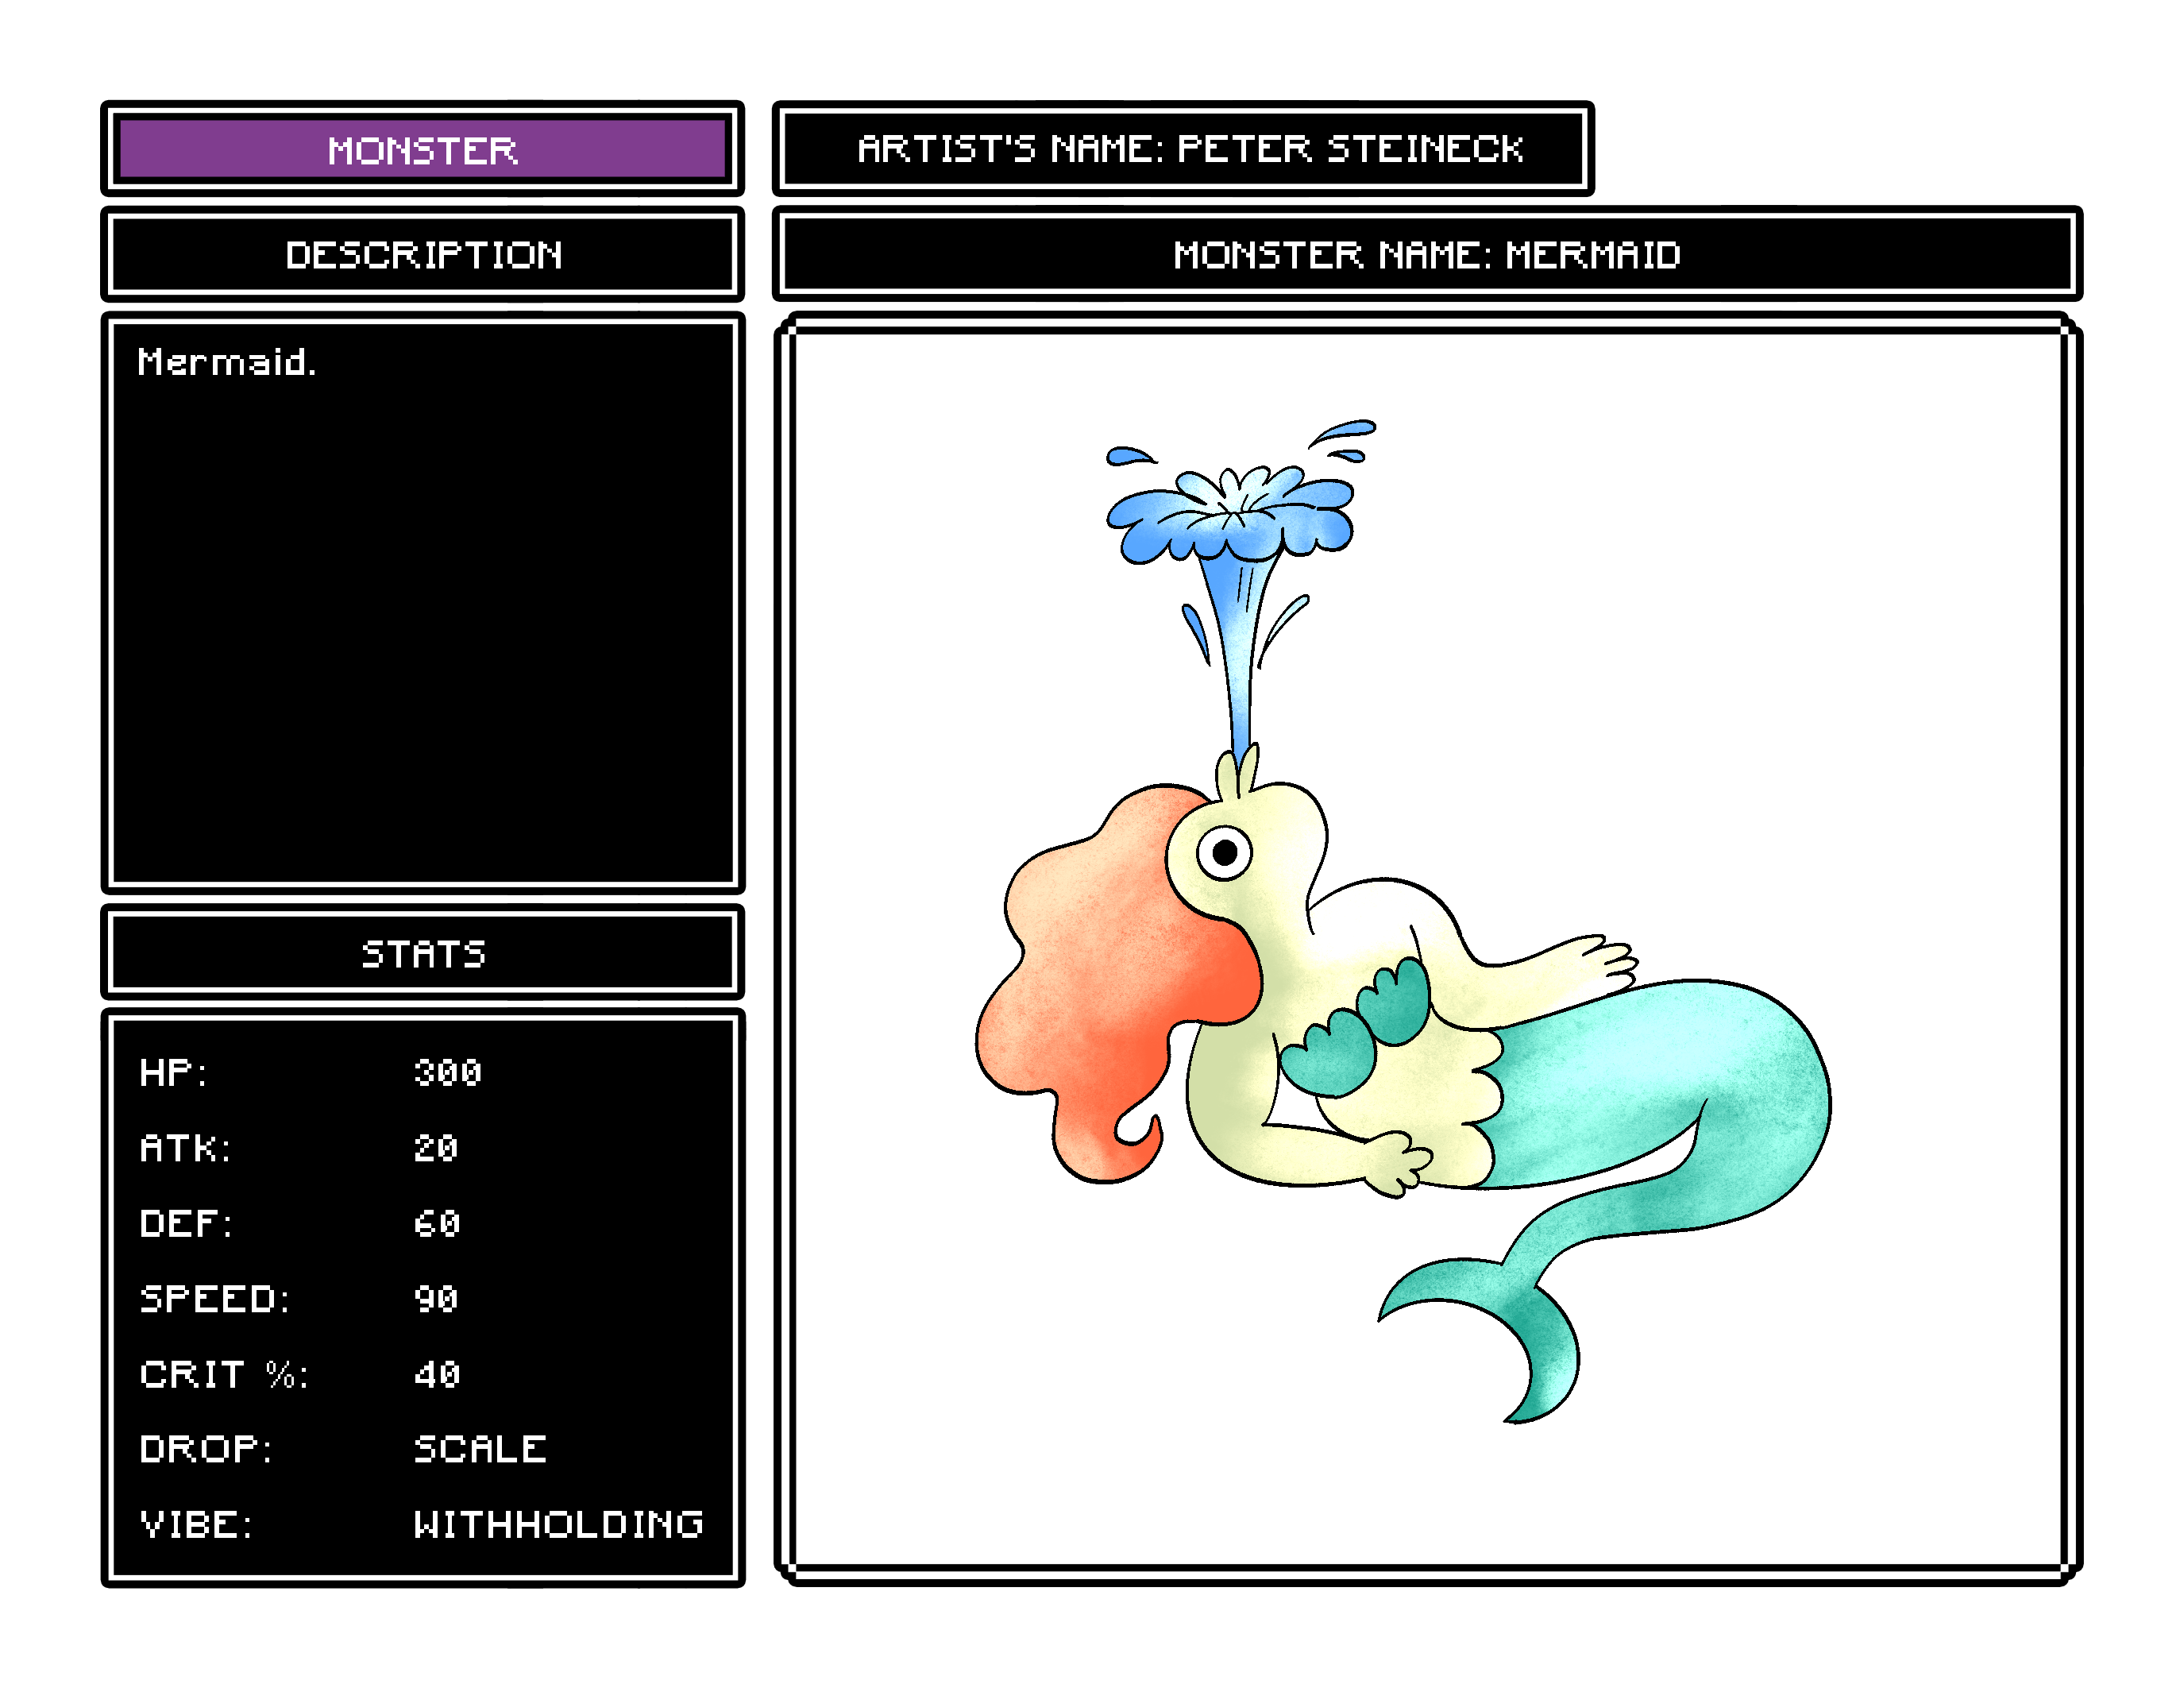 MONSTER
ARTIST'S NAME: PETER STEINECK
DESCRIPTION
MONSTER NAME: MERMAID
Mermaid.
STATS
HP: 300
ATK: 20
DEF: 60
SPEED: 90
CRIT %: 40
DROP: SCALE
VIBE: WITHHOLDING